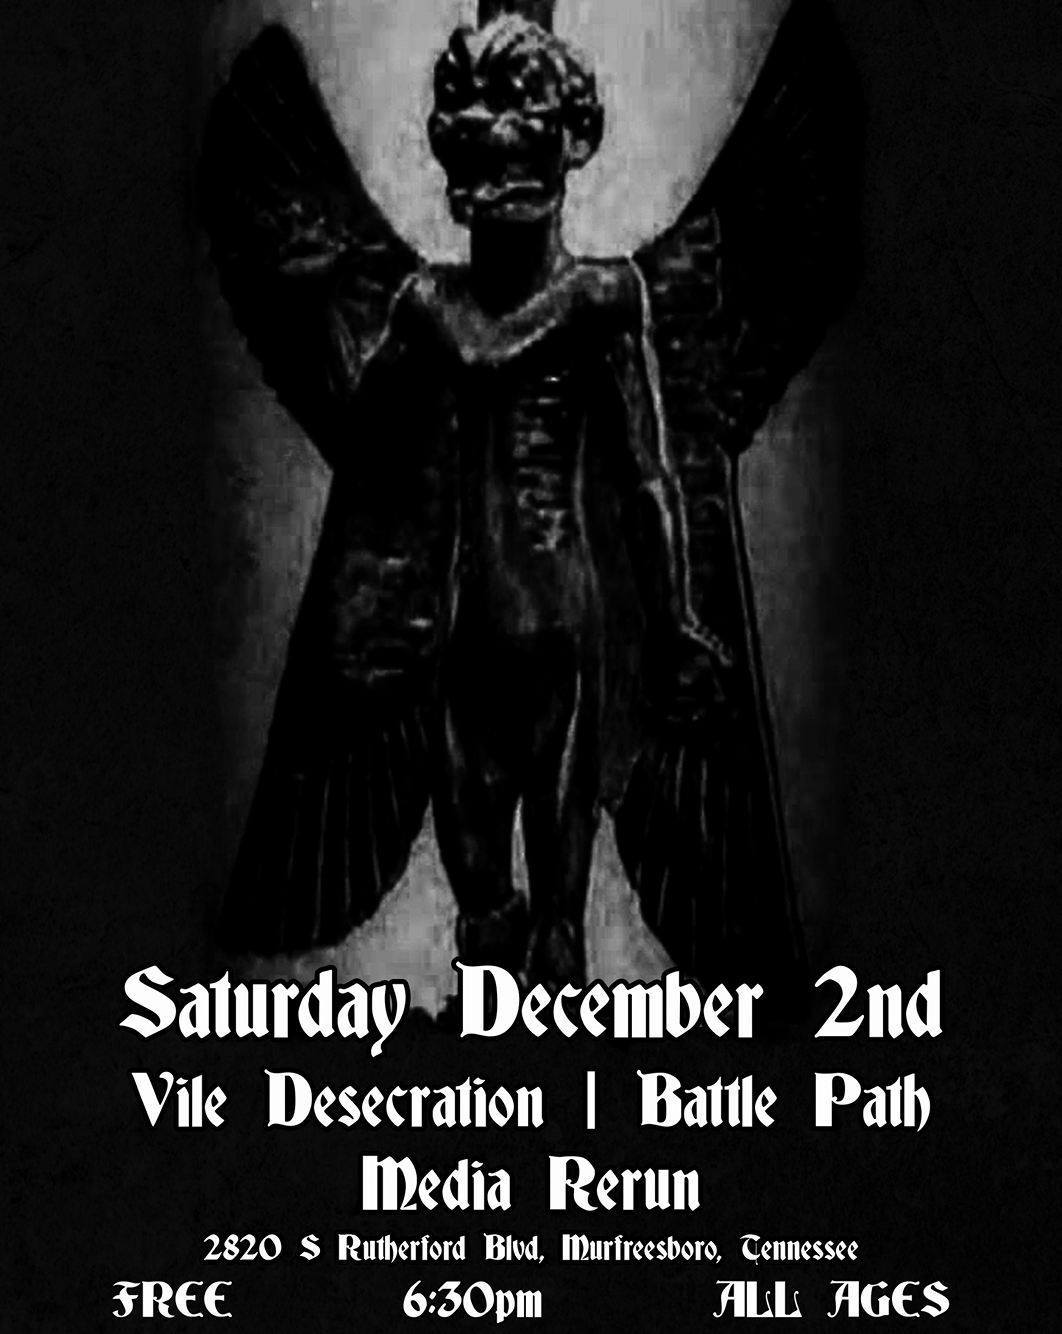 Saturday December 2nd
Vile Desecration | Battle Path
Media Rerun
2820 S Rutherford Blvd, Murfreesboro, Tennessee
FREE 6:30pm ALL AGES